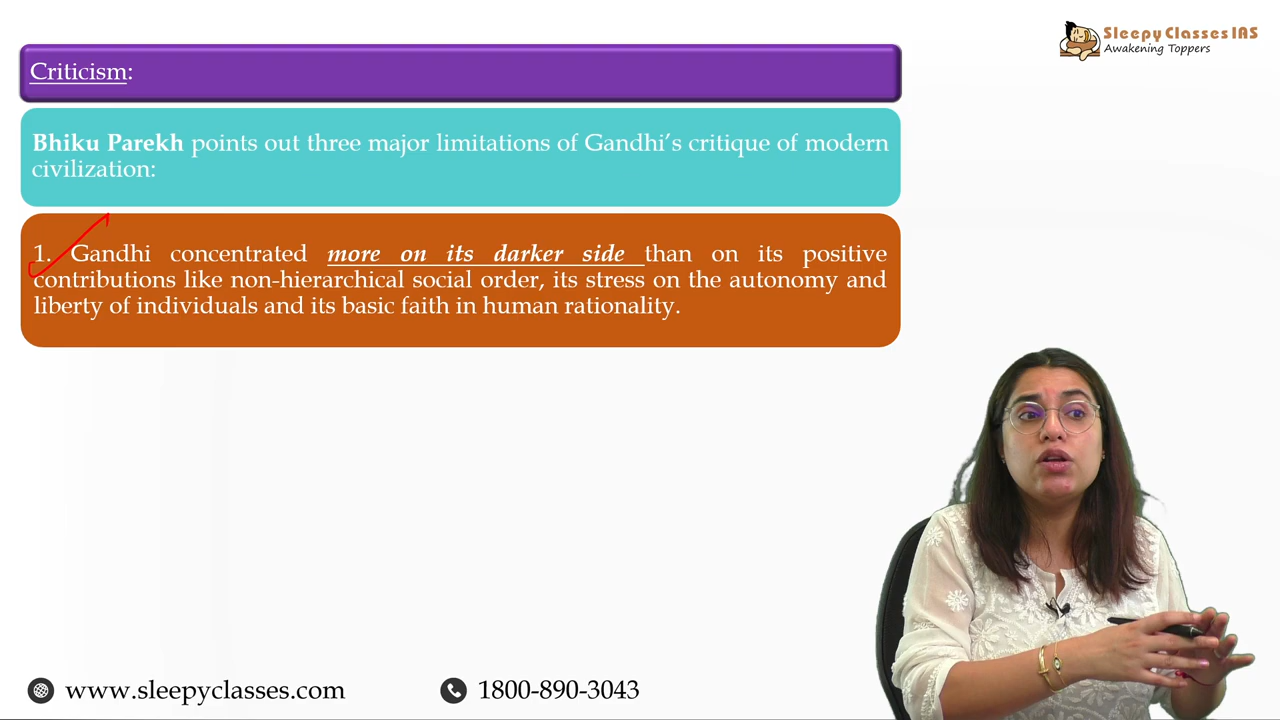 Sleepy Classes IAS
Awakening Toppers
Criticism:
Bhiku Parekh points out three major limitations of Gandhi's critique of modern
civilization:
1. Gandhi concentrated more on its darker side than on its positive
contributions like non-hierarchical social order, its stress on the autonomy and
liberty of individuals and its basic faith in human rationality.
www.sleepyclasses.com
1800-890-3043